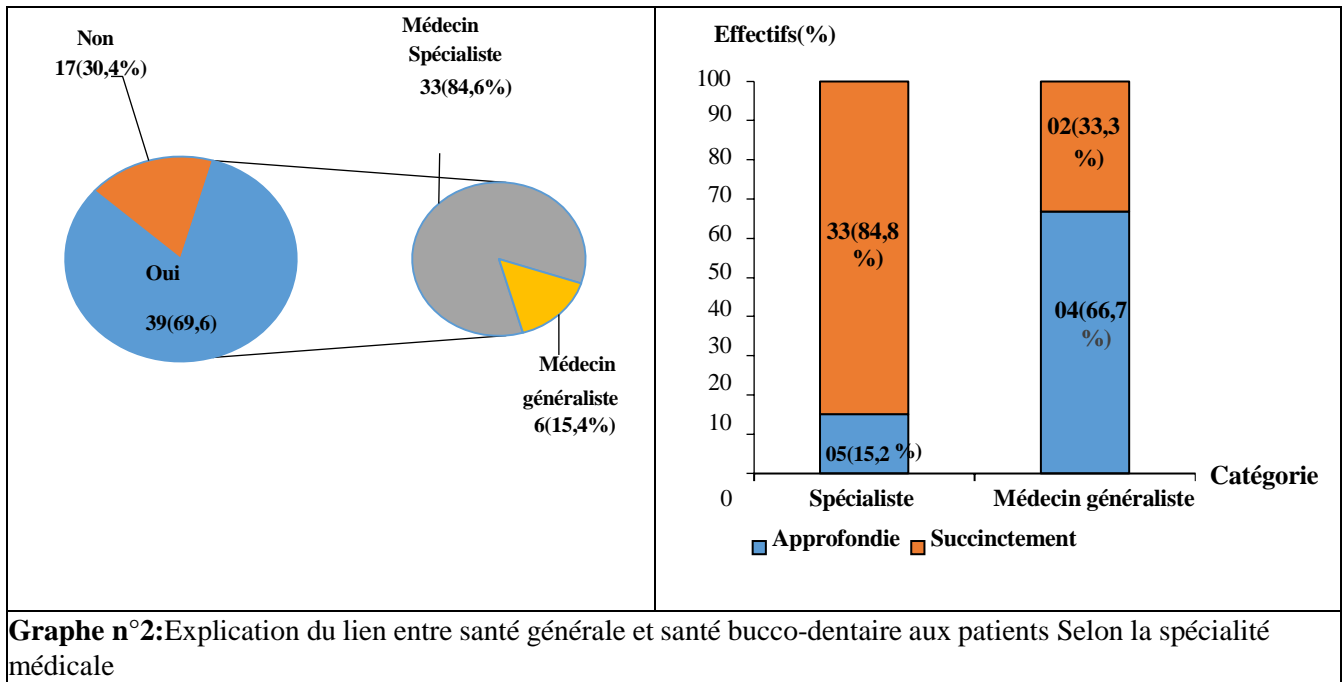 Non
17(30,4%)
Médecin
Spécialiste
33(84,6%)
Oui
39(69,6)
Médecin
généraliste
6(15,4%)
Effectifs(%)
100
90
80
70
60
50
40
30
20
10
0
33(84,8
%)
05(15,2 %)
02(33,3
%)
04(66,7
%)
Spécialiste
Médecin généraliste
Catégorie
Approfondie
Succinctement
Graphe n°2:Explication du lien entre santé générale et santé bucco-dentaire aux patients Selon la spécialité
médicale